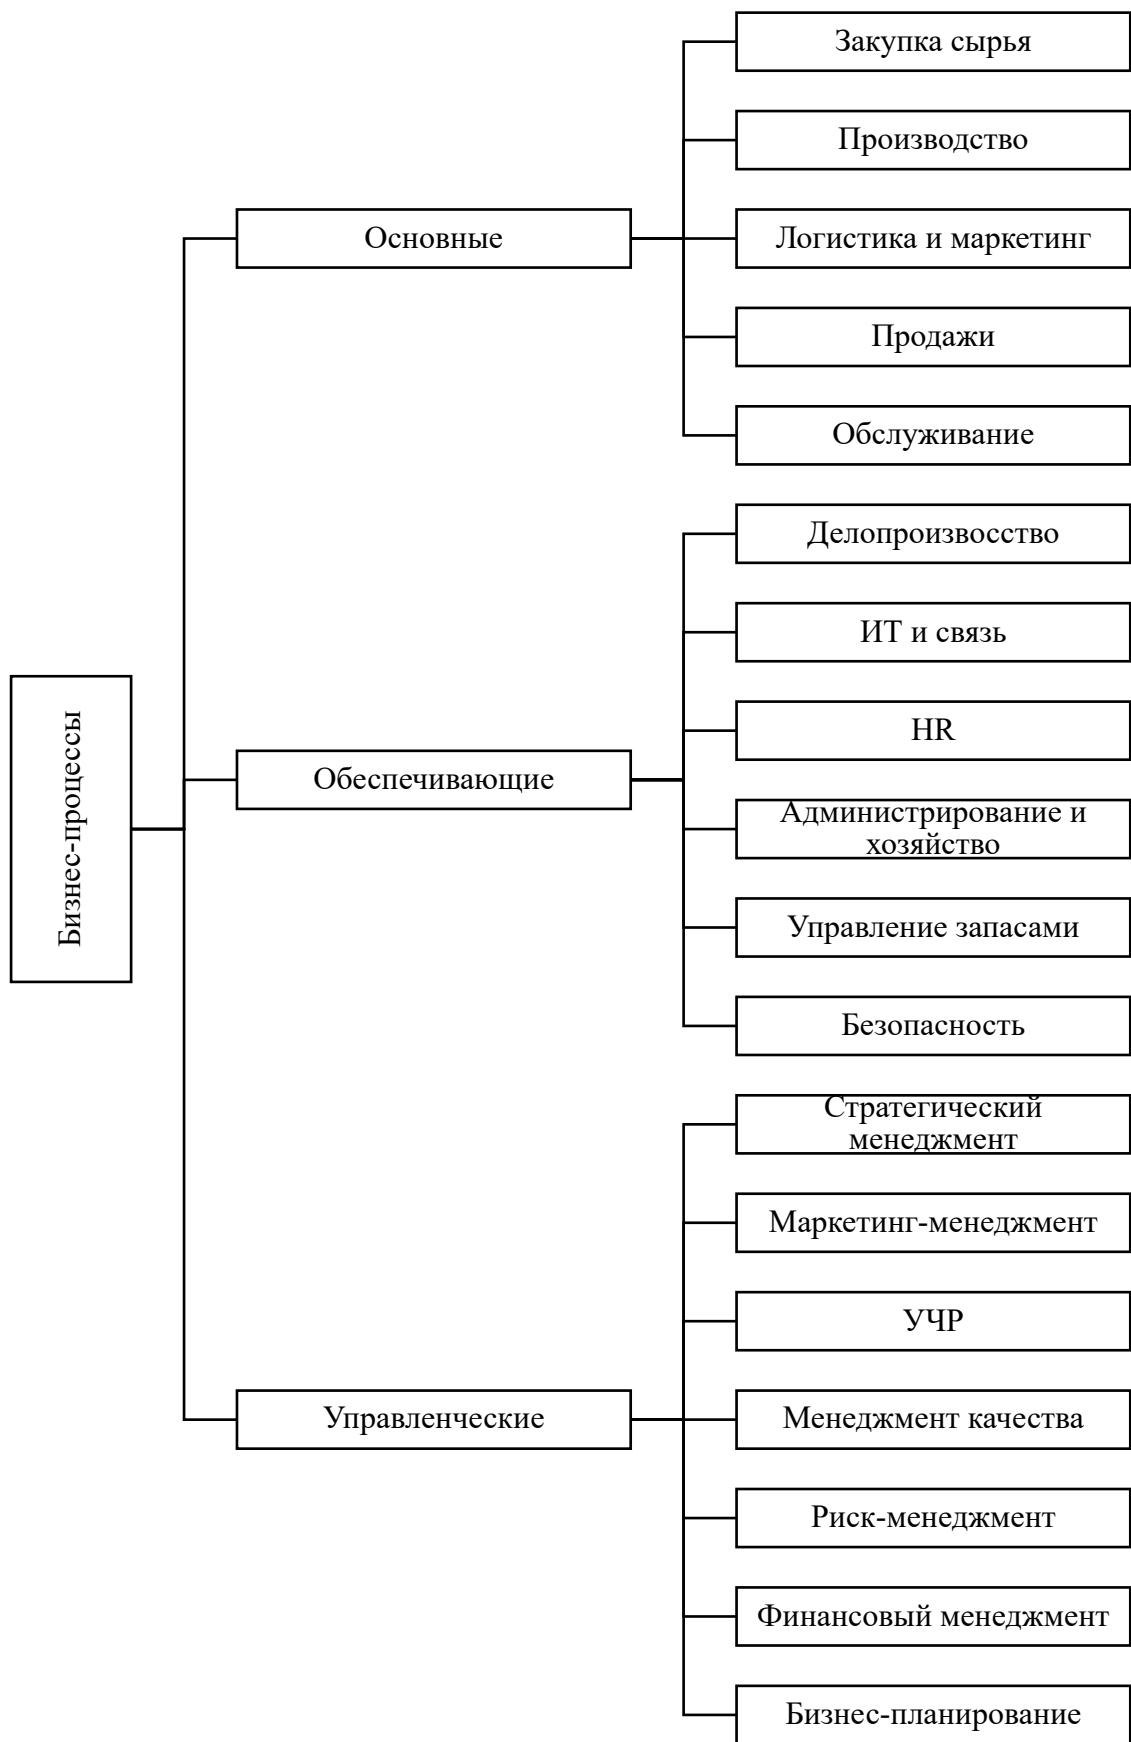 Закупка сырья
Производство
Основные
Логистика и маркетинг
Продажи
Обслуживание
Делопроизвосство
ИТ и связь
HR
Бизнес-процессы
Обеспечивающие
Администрирование и
хозяйство
Управление запасами
Безопасность
Стратегический
менеджмент
Маркетинг-менеджмент
УЧР
Управленческие
Менеджмент качества
Риск-менеджмент
Финансовый менеджмент
Бизнес-планирование